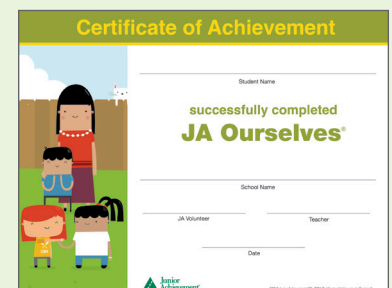 Certificate of Achievement
Student Name
successfully completed
JA Ourselves®
School Name
JA Volunteer Teacher
Date
Junior
Achievement®